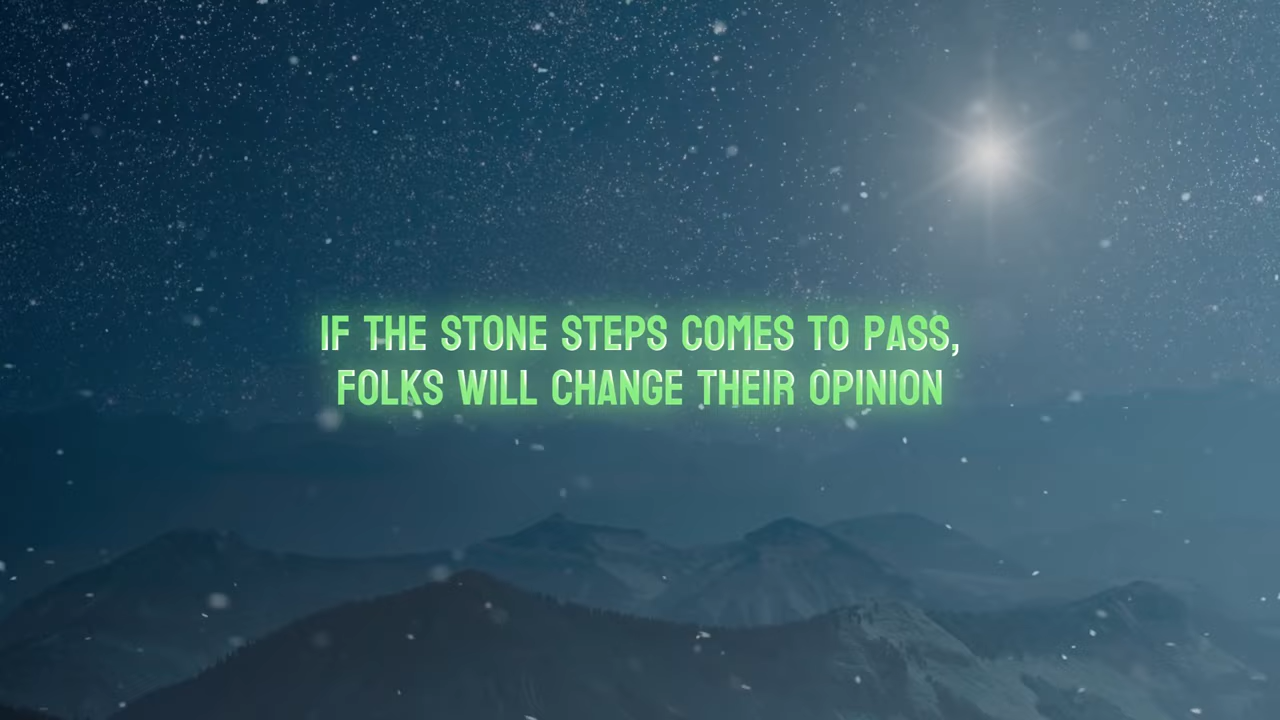 IF THE STONE STEPS COMES TO PASS,
FOLKS WILL CHANGE THEIR OPINION